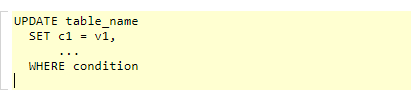 UPDATE table_name
SET c1 = v1,
...
WHERE condition